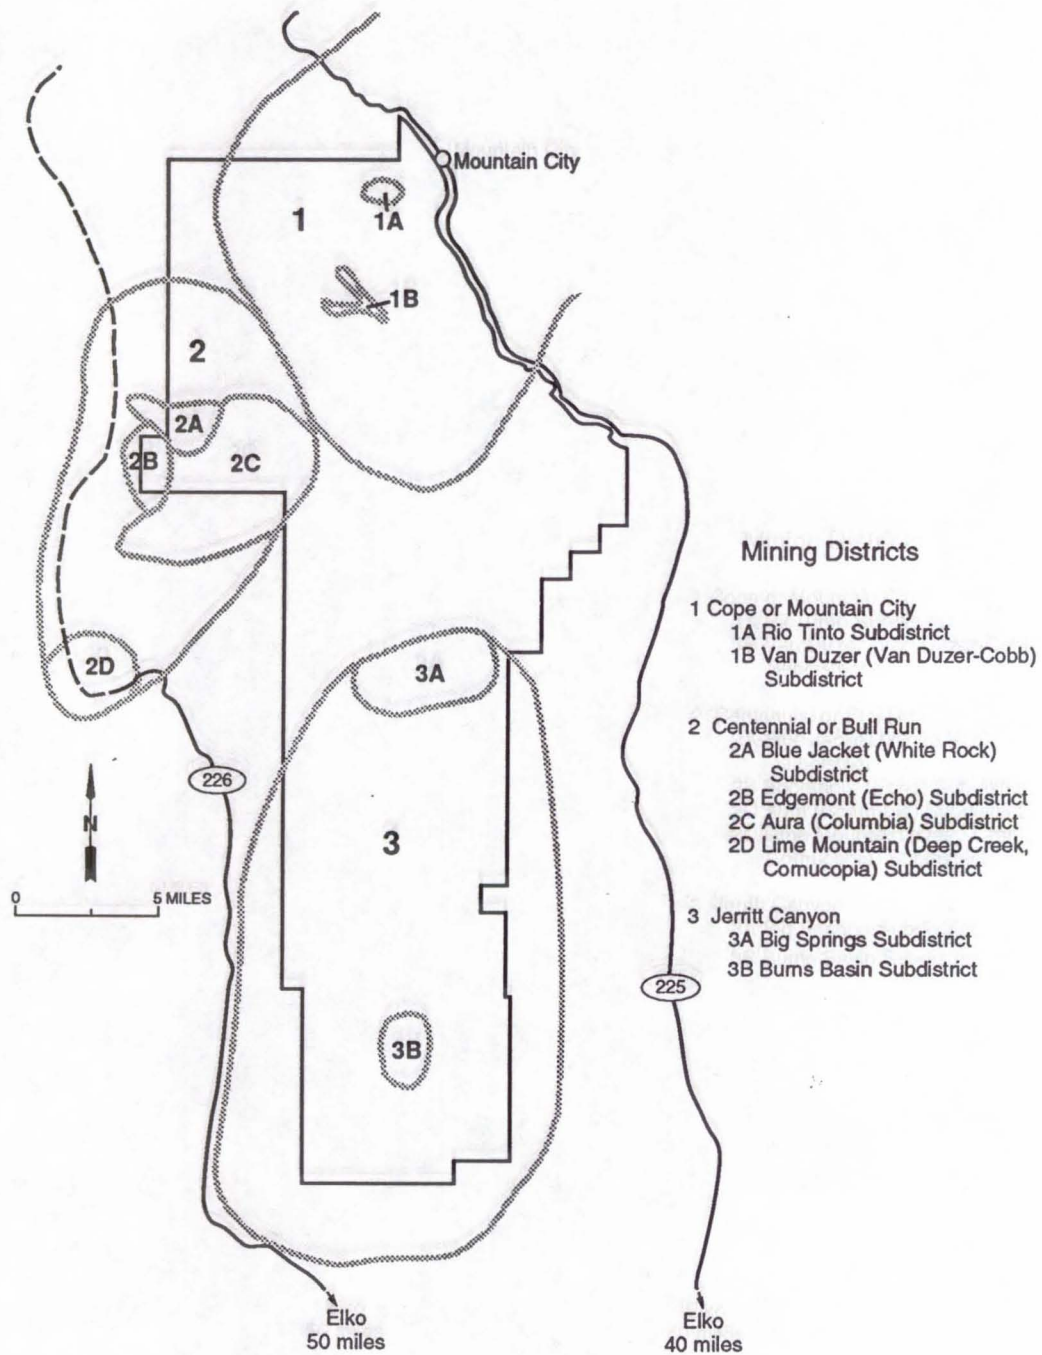 Mountain City
1
1A
1B
2
2A
2B
2C
2D
3A
226
N
0
5 MILES
3
3B
225
Elko
50 miles
Elko
40 miles
Mining Districts
1 Cope or Mountain City
1A Rio Tinto Subdistrict
1B Van Duzer (Van Duzer-Cobb)
Subdistrict
2 Centennial or Bull Run
2A Blue Jacket (White Rock)
Subdistrict
2B Edgemont (Echo) Subdistrict
2C Aura (Columbia) Subdistrict
2D Lime Mountain (Deep Creek,
Cornucopia) Subdistrict
3 Jerritt Canyon
3A Big Springs Subdistrict
3B Burns Basin Subdistrict